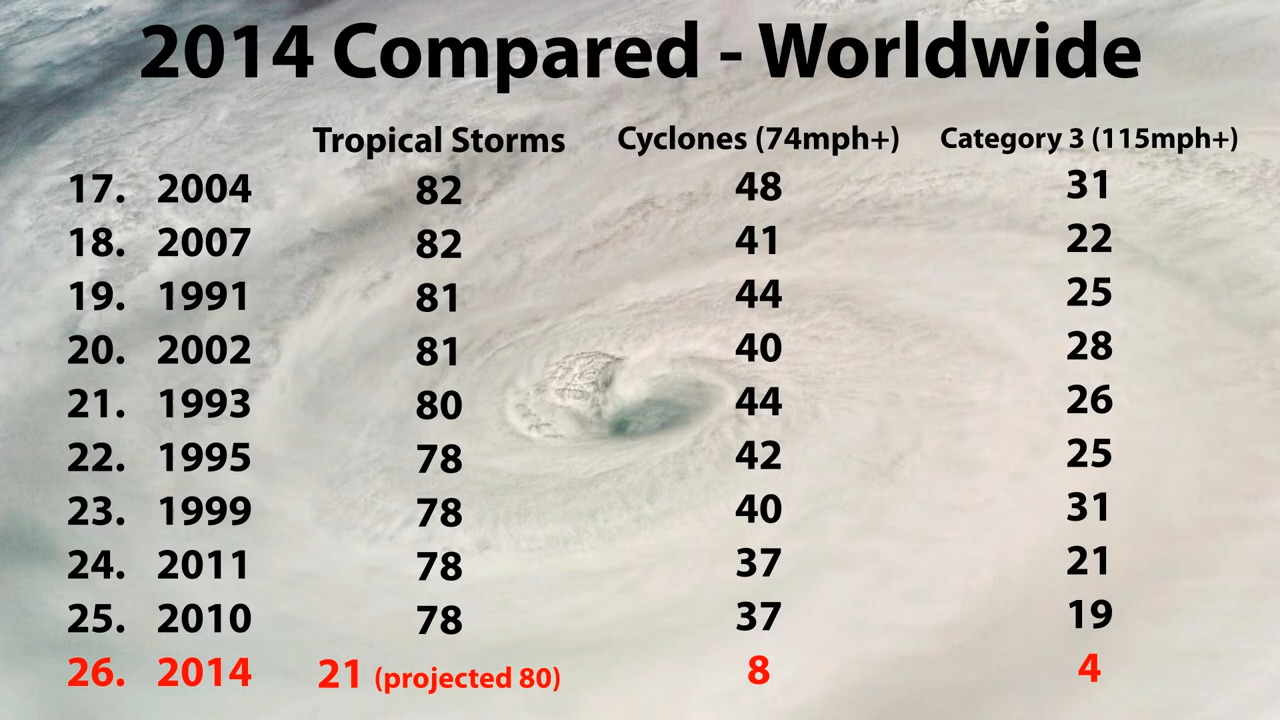 2014 Compared - Worldwide
Tropical Storms Cyclones (74mph+) Category 3 (115mph+)
17. 2004 82 48 31
18. 2007 82 41 22
19. 1991 81 44 25
20. 2002 81 40 28
21. 1993 80 44 26
22. 1995 78 42 25
23. 1999 78 40 31
24. 2011 78 37 21
25. 2010 78 37 19
26. 2014 21 (projected 80) 8 4